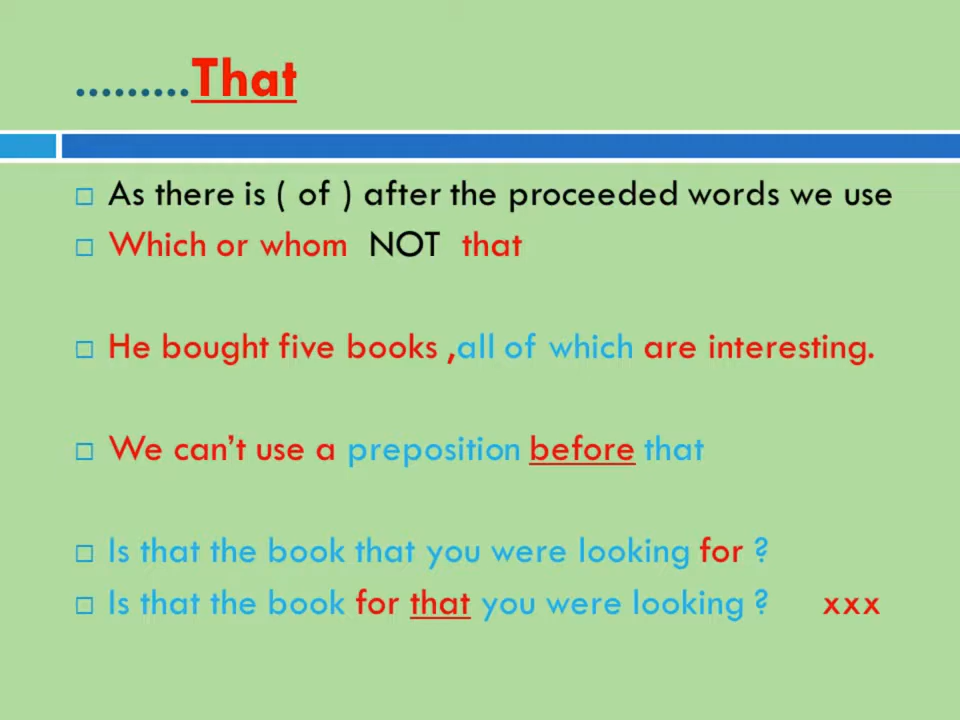 .........That
As there is ( of ) after the proceeded words we use
Which or whom NOT that
He bought five books ,all of which are interesting.
We can't use a preposition before that
Is that the book that you were looking for ?
Is that the book for that you were looking ? xxx